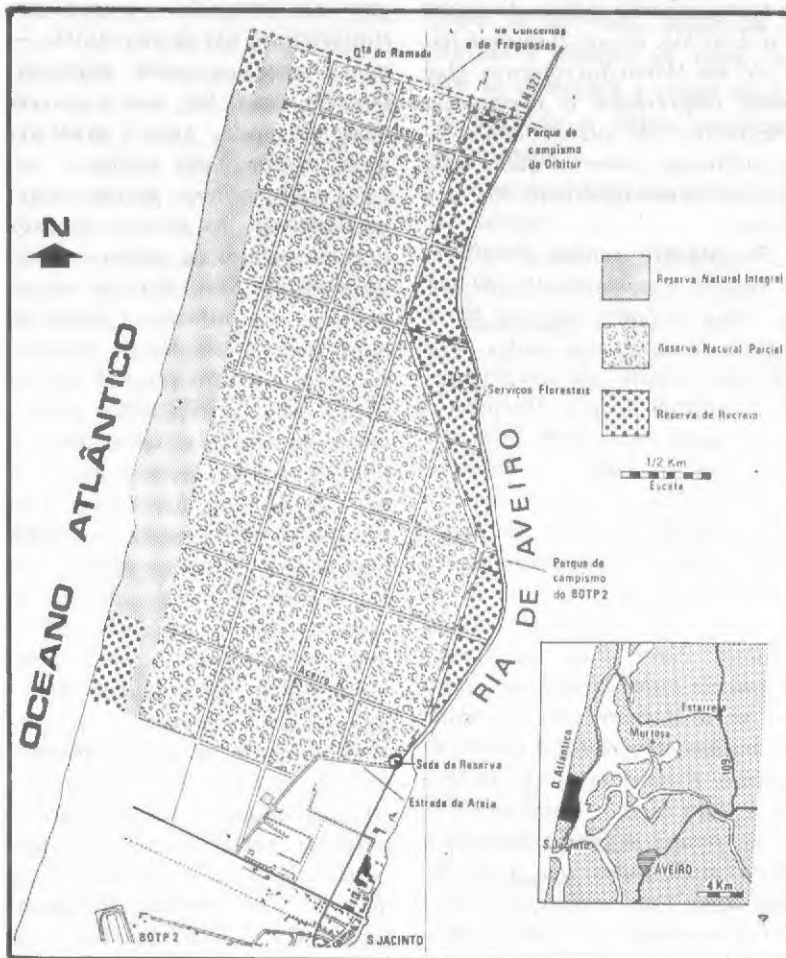 e de Freguesias
Qta do Ramada
Parque de
campismo
da Orbitur
N
Aceiro
Reserva Natural Integral
Reserva Natural Parcial
Reserva de Recreio
1/2 Km
Escala
Serviços Florestais
OCEANO ATLÂNTICO
RIA DE AVEIRO
Parque de
campismo
do BOTP2
Aceiro
Sede da Reserva
Estrada da Areia
BOTP2
S.JACINTO
Estarreja
Murtosa
O. Atlântico
109
S.Jacinto
AVEIRO
4 Km